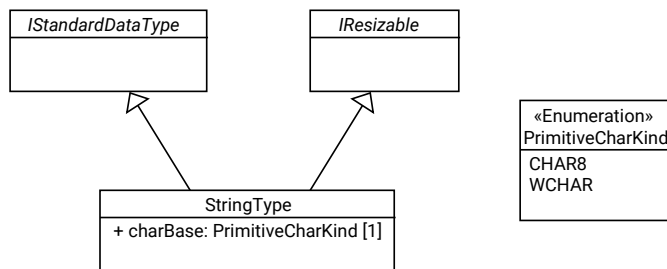 IStandardDataType
IResizable
«Enumeration»
PrimitiveCharKind
CHAR8
WCHAR
StringType
+ charBase: PrimitiveCharKind [1]